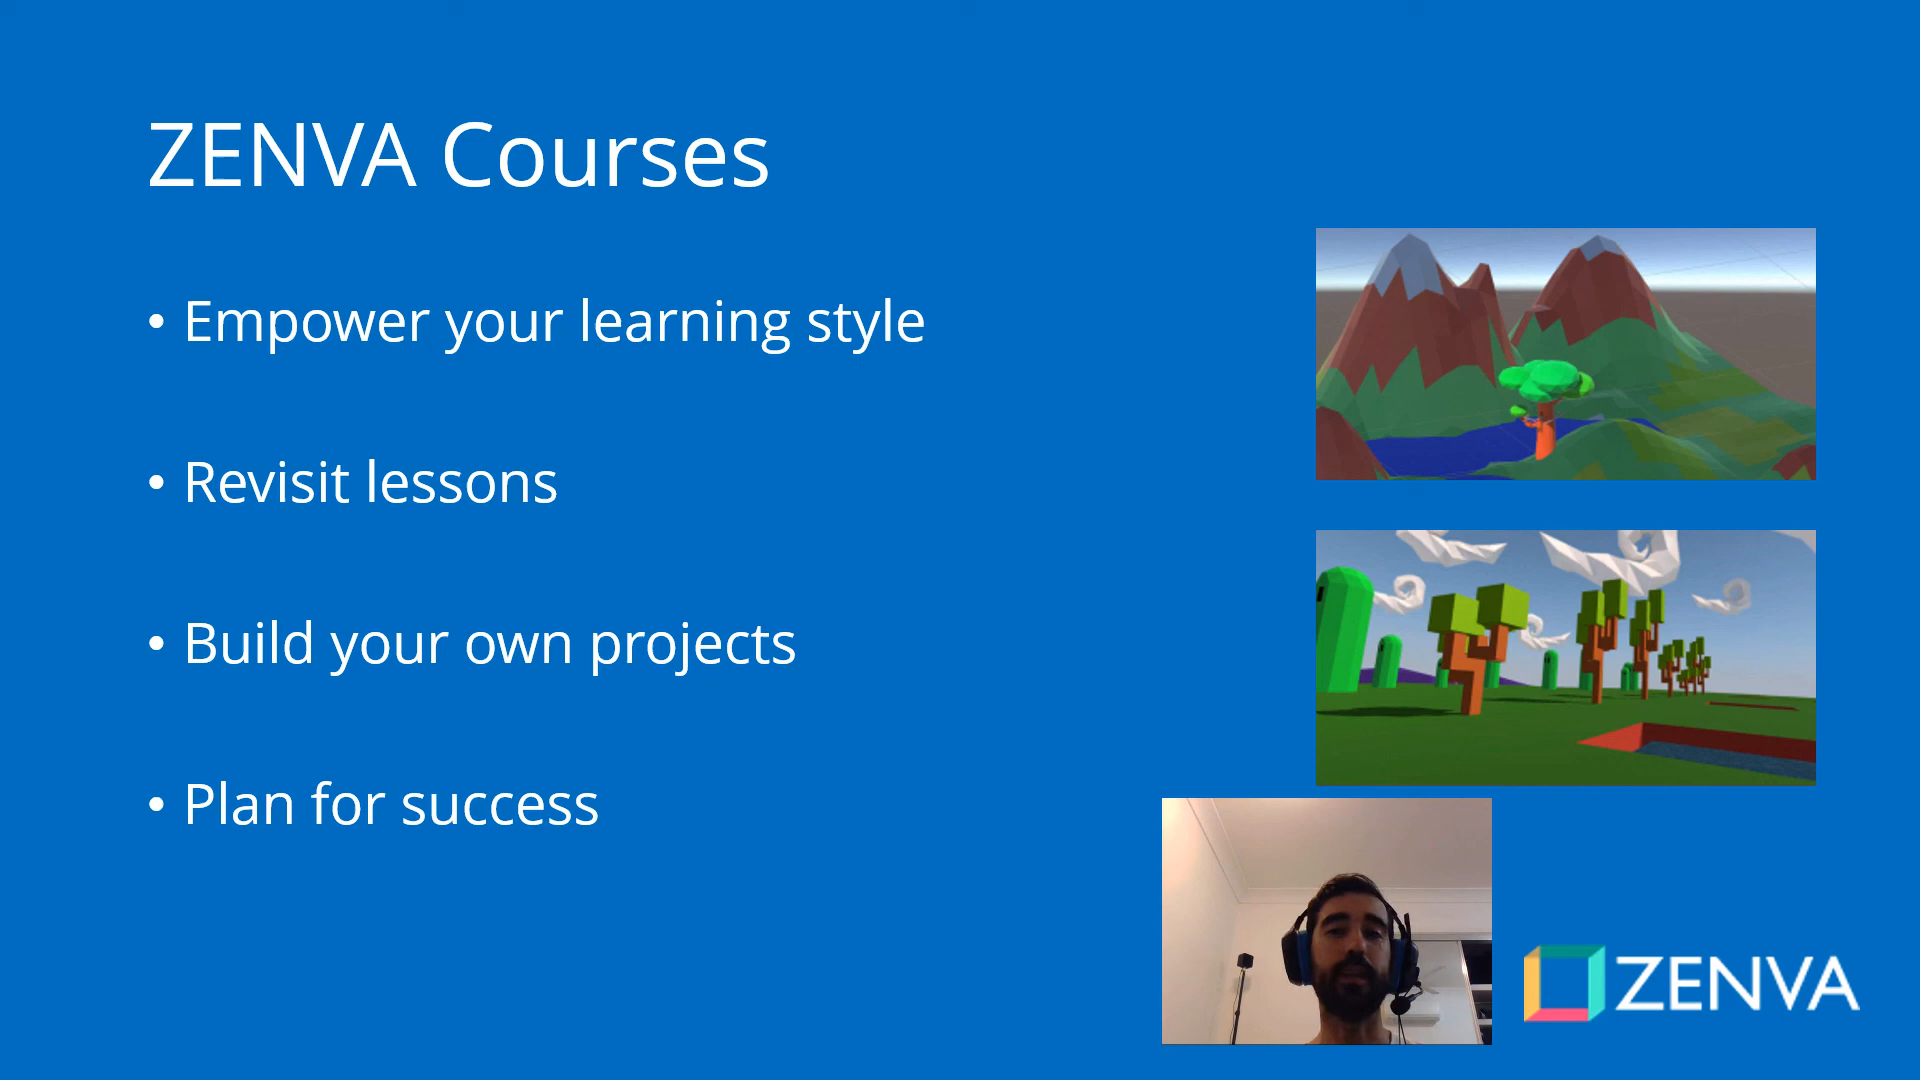 ZENVA Courses
• Empower your learning style
• Revisit lessons
• Build your own projects
• Plan for success
ZENVA